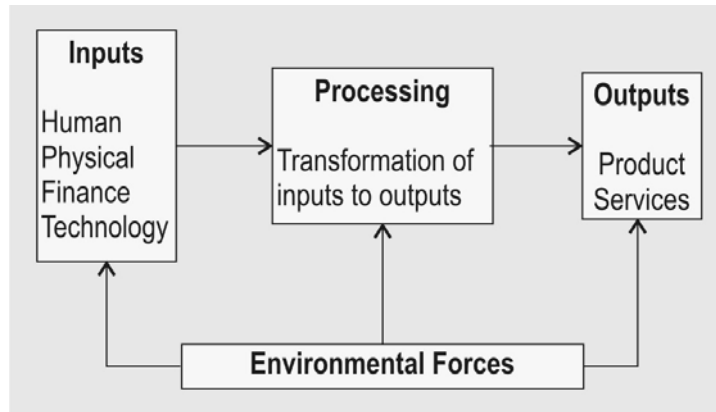 Inputs
Human
Physical
Finance
Technology
Processing
Transformation of
inputs to outputs
Outputs
Product
Services
Environmental Forces